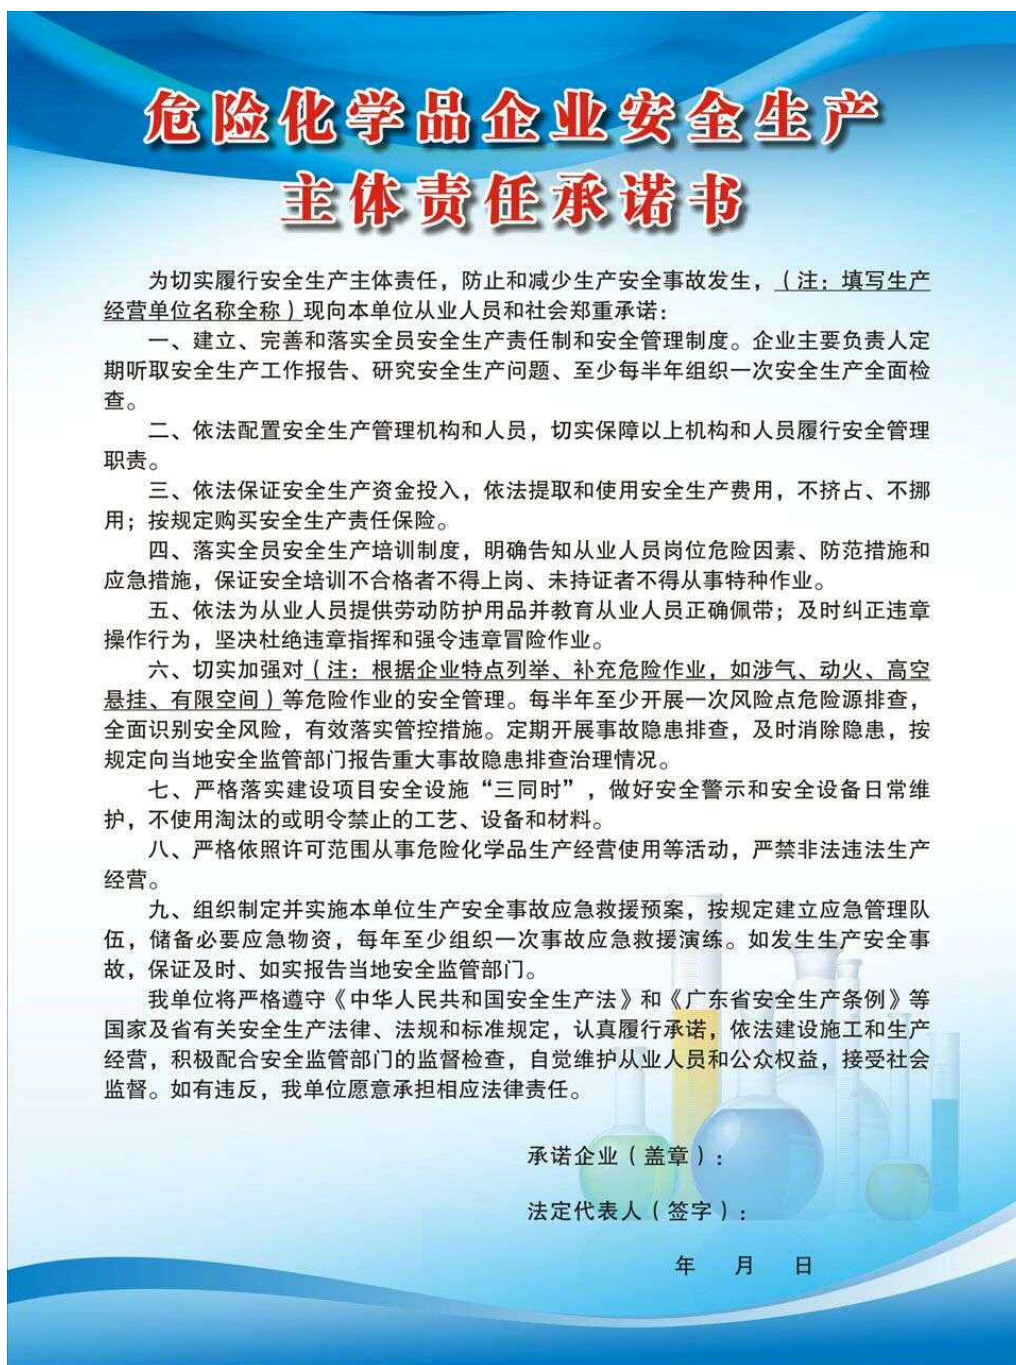 危险化学品企业安全生产
主体责任承诺书
为切实履行安全生产主体责任，防止和减少生产安全事故发生，（注：填写生产
经营单位名称全称）现向本单位从业人员和社会郑重承诺：
一、建立、完善和落实全员安全生产责任制和安全管理制度。企业主要负责人定
期听取安全生产工作报告、研究安全生产问题、至少每半年组织一次安全生产全面检
查。
二、依法配置安全生产管理机构和人员，切实保障以上机构和人员履行安全管理
职责。
三、依法保证安全生产资金投入，依法提取和使用安全生产费用，不挤占、不挪
用；按规定购买安全生产责任保险。
四、落实全员安全生产培训制度，明确告知从业人员岗位危险因素、防范措施和
应急措施，保证安全培训不合格者不得上岗、未持证者不得从事特种作业。
五、依法为从业人员提供劳动防护用品并教育从业人员正确佩带；及时纠正违章
操作行为，坚决杜绝违章指挥和强令违章冒险作业。
六、切实加强对（注：根据企业特点列举、补充危险作业，如涉气、动火、高空
悬挂、有限空间）等危险作业的安全管理。每半年至少开展一次风险点危险源排查，
全面识别安全风险，有效落实管控措施。定期开展事故隐患排查，及时消除隐患，按
规定向当地安全监管部门报告重大事故隐患排查治理情况。
七、严格落实建设项目安全设施“三同时”，做好安全警示和安全设备日常维
护，不使用淘汰的或明令禁止的工艺、设备和材料。
八、严格依照许可范围从事危险化学品生产经营使用等活动，严禁非法违法生产
经营。
九、组织制定并实施本单位生产安全事故应急救援预案，按规定建立应急管理队
伍，储备必要应急物资，每年至少组织一次事故应急救援演练。如发生生产安全事
故，保证及时、如实报告当地安全监管部门。
我单位将严格遵守《中华人民共和国安全生产法》和《广东省安全生产条例》等
国家及省有关安全生产法律、法规和标准规定，认真履行承诺，依法建设施工和生产
经营，积极配合安全监管部门的监督检查，自觉维护从业人员和公众权益，接受社会
监督。如有违反，我单位愿意承担相应法律责任。
承诺企业（盖章）：
法定代表人（签字）：
年 月 日